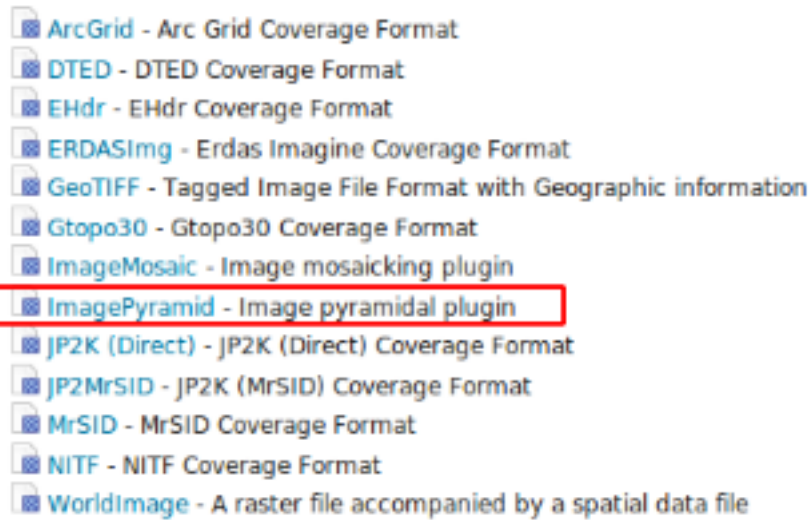 ArcGrid - Arc Grid Coverage Format
DTED - DTED Coverage Format
EHdr - EHdr Coverage Format
ERDASImg - Erdas Imagine Coverage Format
GeoTIFF - Tagged Image File Format with Geographic information
Gtopo30 - Gtopo30 Coverage Format
ImageMosaic - Image mosaicking plugin
ImagePyramid - Image pyramidal plugin
JP2K (Direct) - JP2K (Direct) Coverage Format
JP2MrSID - JP2K (MrSID) Coverage Format
MrSID - MrSID Coverage Format
NITF - NITF Coverage Format
WorldImage - A raster file accompanied by a spatial data file